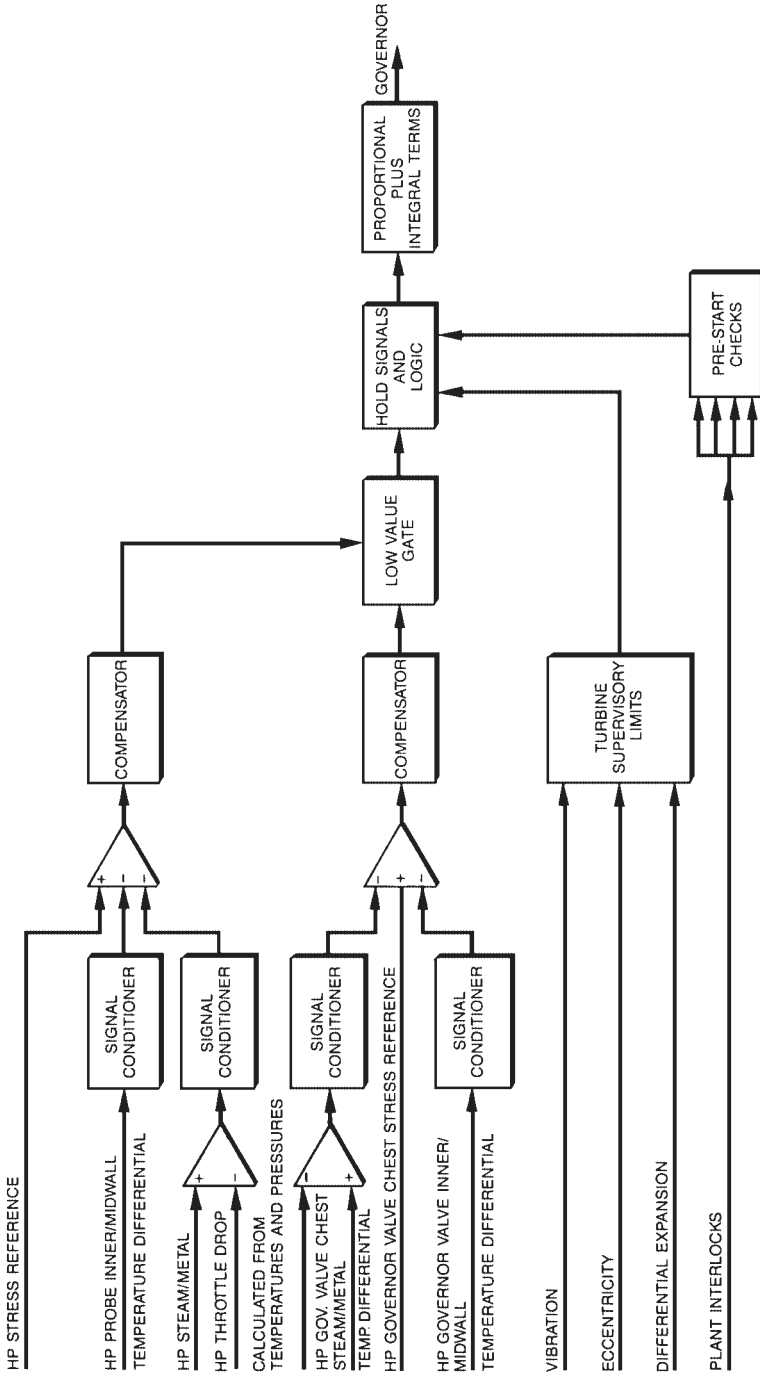 HP STRESS REFERENCE
HP PROBE INNER/MIDWALL
TEMPERATURE DIFFERENTIAL
HP STEAM/METAL
HP THROTTLE DROP
CALCULATED FROM
TEMPERATURES AND PRESSURES
HP GOV. VALVE CHEST
STEAM/METAL
TEMP. DIFFERENTIAL
HP GOVERNOR VALVE CHEST STRESS REFERENCE
HP GOVERNOR VALVE INNER/
MIDWALL
TEMPERATURE DIFFERENTIAL
VIBRATION
ECCENTRICITY
DIFFERENTIAL EXPANSION
PLANT INTERLOCKS
+
-
-
+
SIGNAL
CONDITIONER
SIGNAL
CONDITIONER
SIGNAL
CONDITIONER
SIGNAL
CONDITIONER
+
-
-
-
+
-
COMPENSATOR
COMPENSATOR
TURBINE
SUPERVISORY
LIMITS
LOW VALUE
GATE
HOLD SIGNALS
AND
LOGIC
PRE-START
CHECKS
PROPORTIONAL
PLUS
INTEGRAL TERMS
GOVERNOR